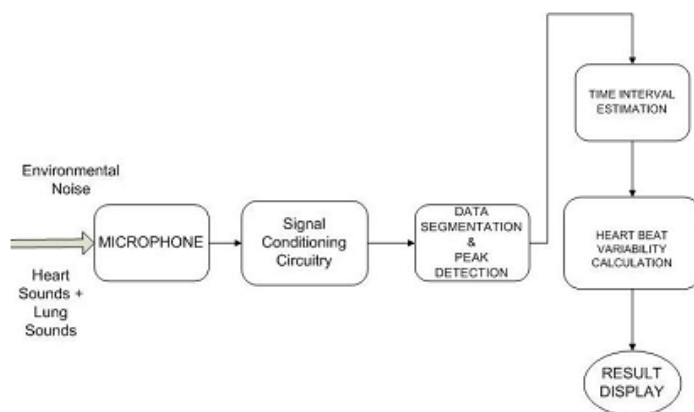 Environmental
Noise
Heart
Sounds +
Lung
Sounds
MICROPHONE
Signal
Conditioning
Circuitry
DATA
SEGMENTATION
&
PEAK
DETECTION
TIME INTERVAL
ESTIMATION
HEART BEAT
VARIABILITY
CALCULATION
RESULT
DISPLAY